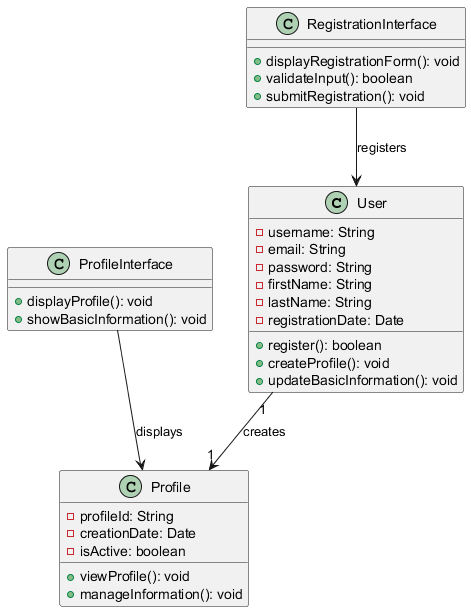 C RegistrationInterface
displayRegistrationForm(): void
validateInput(): boolean
submitRegistration(): void
registers
C User
username: String
email: String
password: String
firstName: String
lastName: String
registrationDate: Date
register(): boolean
createProfile(): void
updateBasicInformation(): void
C ProfileInterface
displayProfile(): void
showBasicInformation(): void
displays
1
creates
1
C Profile
profileId: String
creationDate: Date
isActive: boolean
viewProfile(): void
manageInformation(): void